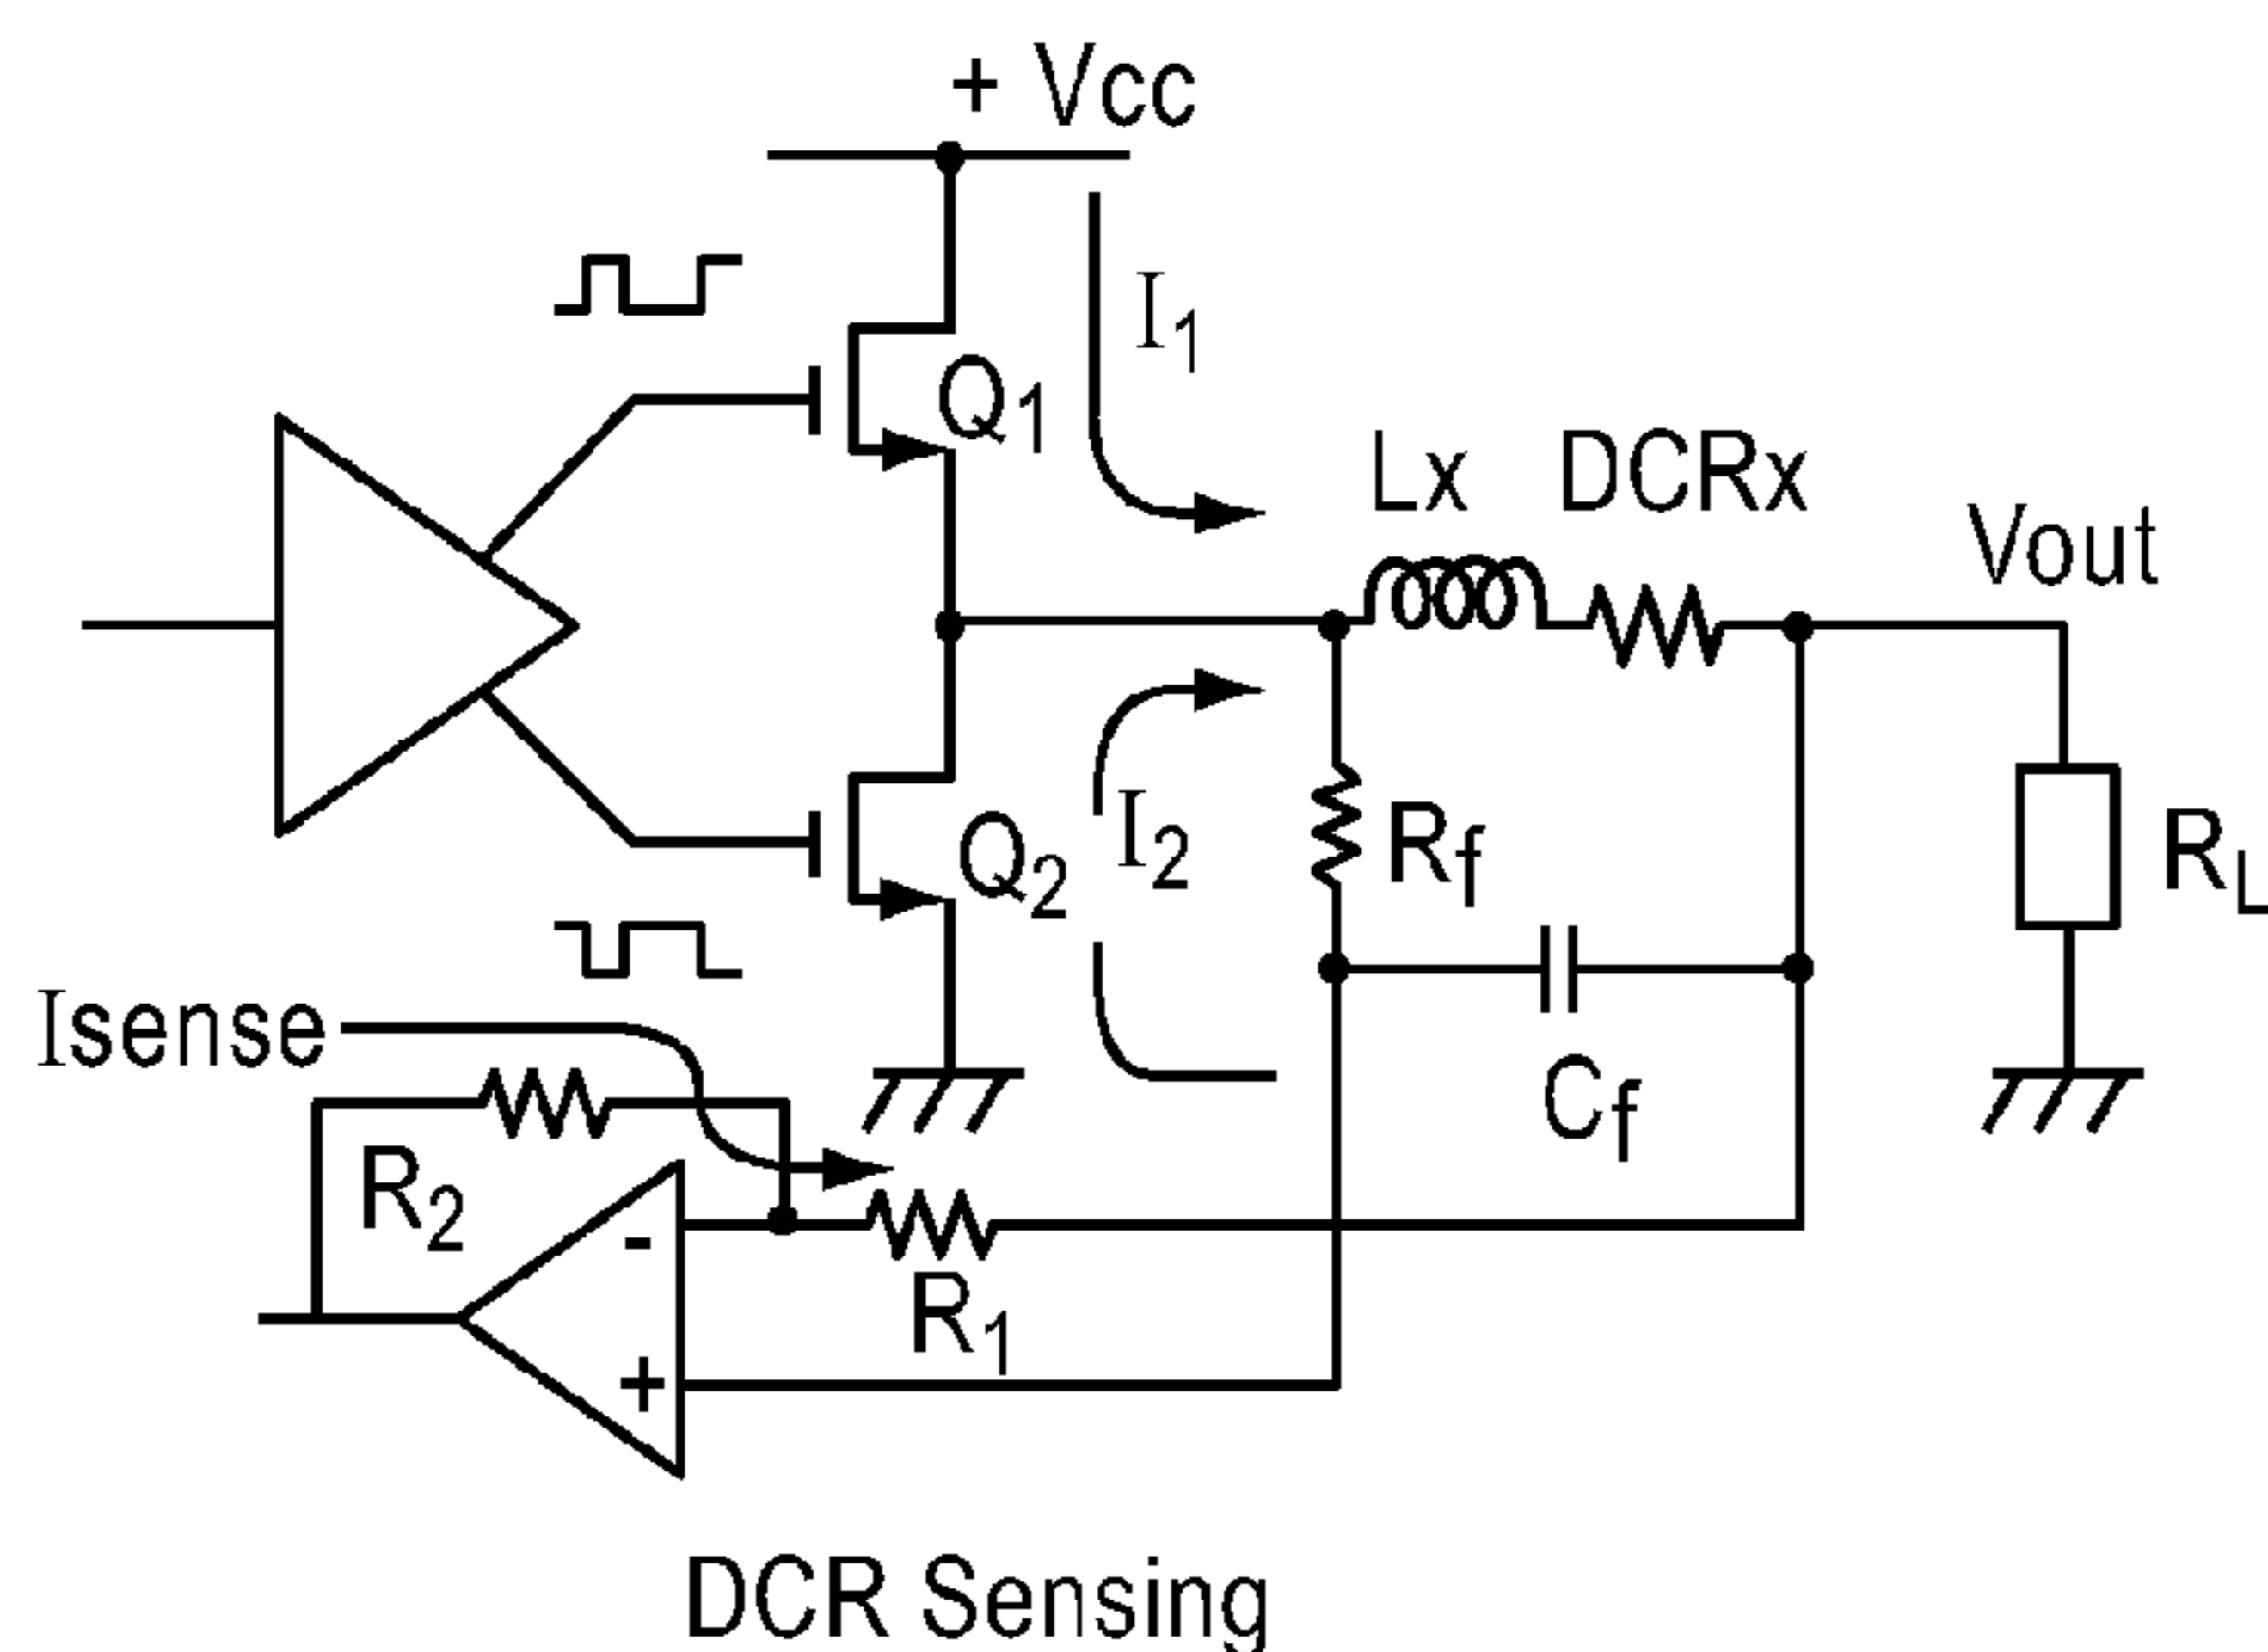 + Vcc
I1
Q1
Lx DCRx
Vout
Q2
I2
Rf
RL
Isense
Cf
R2
-
R1
+
DCR Sensing